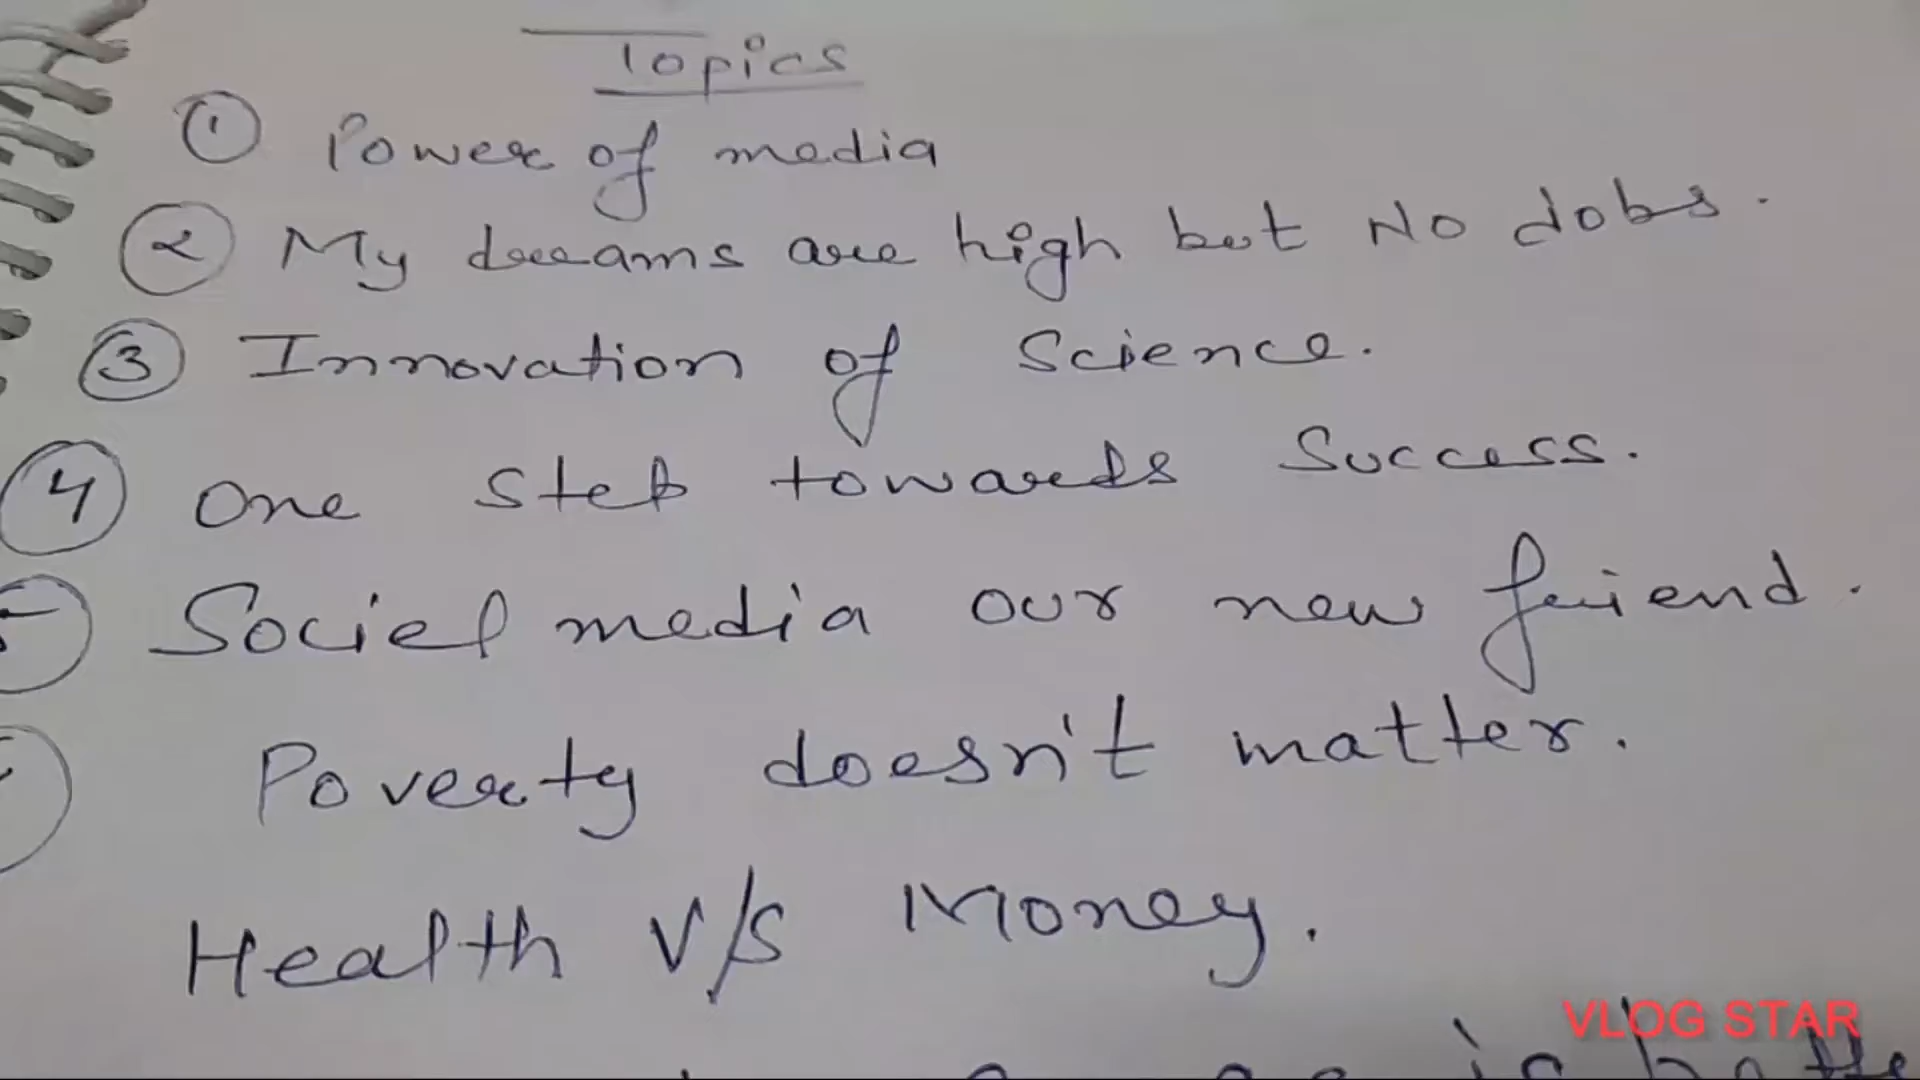 Topics
① Power of media
② My dreams are high but No Jobs.
③ Innovation of Science.
④ One step towards Success.
Sociel media our new friend.
Poverty doesn't matter.
Health V/S Money.
VLOG STAR
is